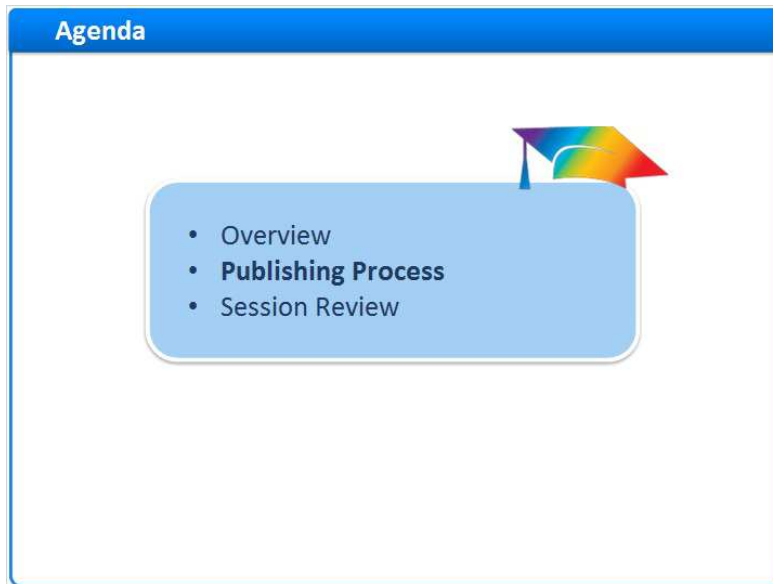 Agenda
• Overview
• Publishing Process
• Session Review